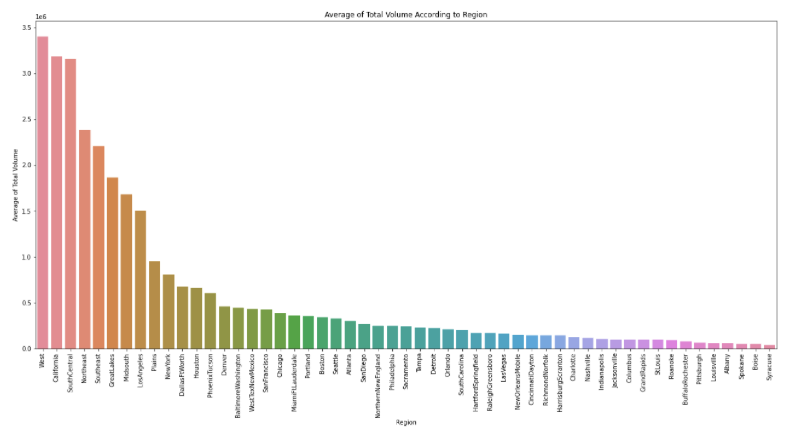 Average of Total Volume According to Region
1e6
3.5
3.0
2.5
2.0
1.5
1.0
0.5
0.0
Average of Total Volume
West
California
SouthCentral
Northeast
Southeast
GreatLakes
Midsouth
LosAngeles
Plains
NewYork
DallasFtWorth
Houston
PhoenixTucson
Denver
BaltimoreWashington
WestTexNewMexico
SanFrancisco
Chicago
MiamiFtLauderdale
Portland
Boston
Seattle
Atlanta
SanDiego
NorthernNewEngland
Philadelphia
Sacramento
Tampa
Detroit
Orlando
SouthCarolina
HartfordSpringfield
RaleighGreensboro
LasVegas
NewOrleansMobile
CincinnatiDayton
RichmondNorfolk
HarrisburgScranton
Charlotte
Nashville
Indianapolis
Jacksonville
Columbus
GrandRapids
StLouis
Roanoke
BuffaloRochester
Pittsburgh
Louisville
Albany
Spokane
Boise
Syracuse
Region